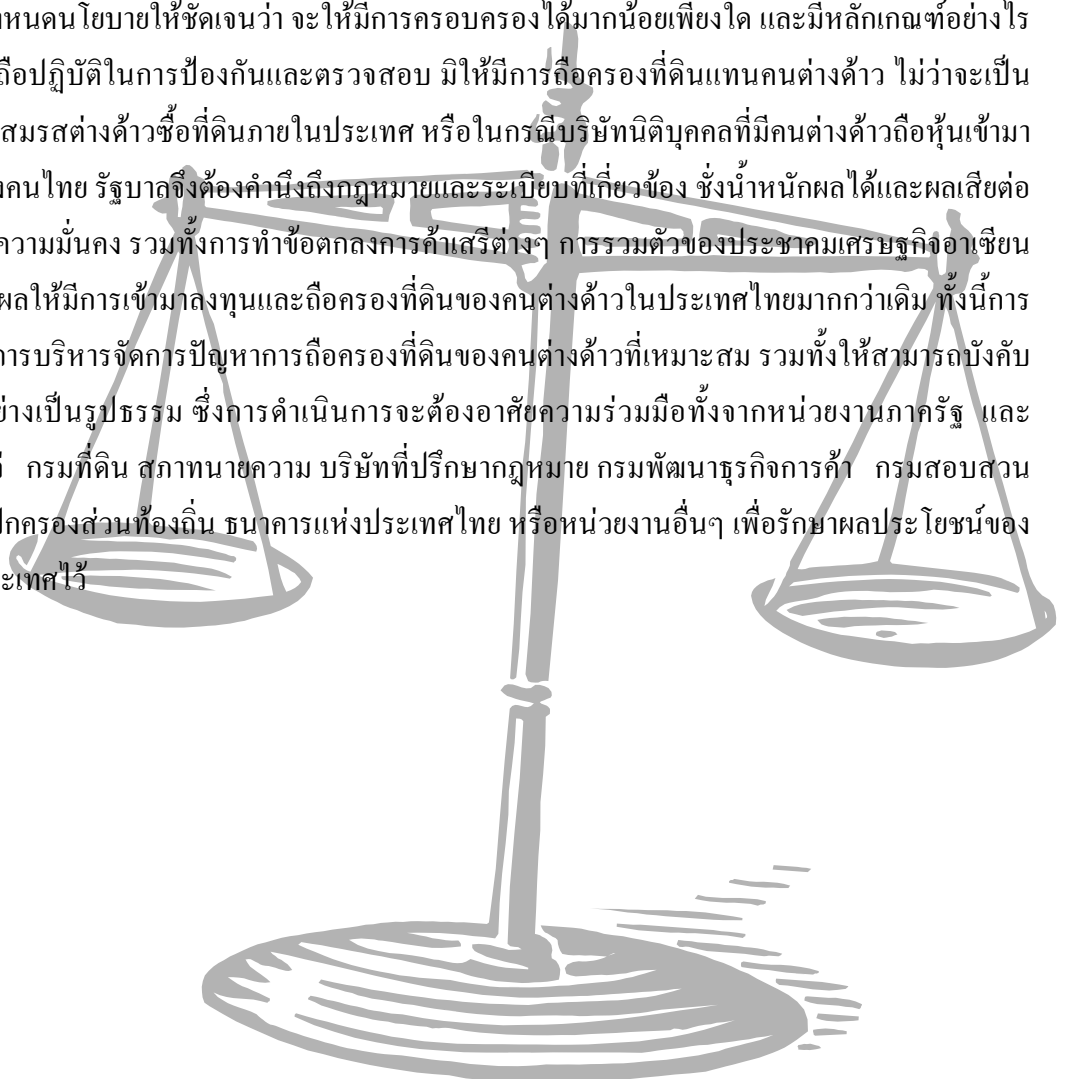 หนดนโยบายให้ชัดเจนว่า จะให้มีการครอบครองได้มากน้อยเพียงใด และมีหลักเกณฑ์อย่างไร
ถือปฏิบัติในการป้องกันและตรวจสอบ มิให้มีการถือครองที่ดินแทนคนต่างด้าว ไม่ว่าจะเป็น
สมรสต่างด้าวซื้อที่ดินภายในประเทศ หรือในกรณีบริษัทนิติบุคคลที่มีคนต่างด้าวถือหุ้นเข้ามา
คนไทย รัฐบาลจึงต้องคำนึงถึงกฎหมายและระเบียบที่เกี่ยวข้อง ชั่งน้ำหนักผลได้และผลเสียต่อ
ความมั่นคง รวมทั้งการทำข้อตกลงการค้าเสรีต่างๆ การรวมตัวของประชาคมเศรษฐกิจอาเซียน
ผลให้มีการเข้ามาลงทุนและถือครองที่ดินของคนต่างด้าวในประเทศไทยมากกว่าเดิม ทั้งนี้การ
การบริหารจัดการปัญหาการถือครองที่ดินของคนต่างด้าวที่เหมาะสม รวมทั้งให้สามารถบังคับ
ย่างเป็นรูปธรรม ซึ่งการดำเนินการจะต้องอาศัยความร่วมมือทั้งจากหน่วยงานภาครัฐ และ
กรมที่ดิน สภาทนายความ บริษัทที่ปรึกษากฎหมาย กรมพัฒนาธุรกิจการค้า กรมสอบสวน
ปกครองส่วนท้องถิ่น ธนาคารแห่งประเทศไทย หรือหน่วยงานอื่นๆ เพื่อรักษาผลประโยชน์ของ
ะเทศไว้